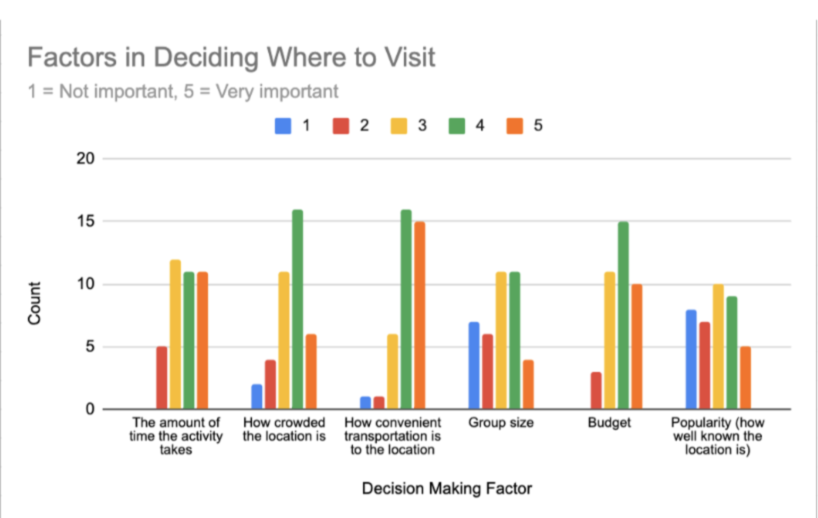 Factors in Deciding Where to Visit
1 = Not important, 5 = Very important
1 2 3 4 5
20
15
10
5
0
Count
The amount of
time the activity
takes
How crowded
the location is
How convenient
transportation is
to the location
Group size
Budget
Popularity (how
well known the
location is)
Decision Making Factor